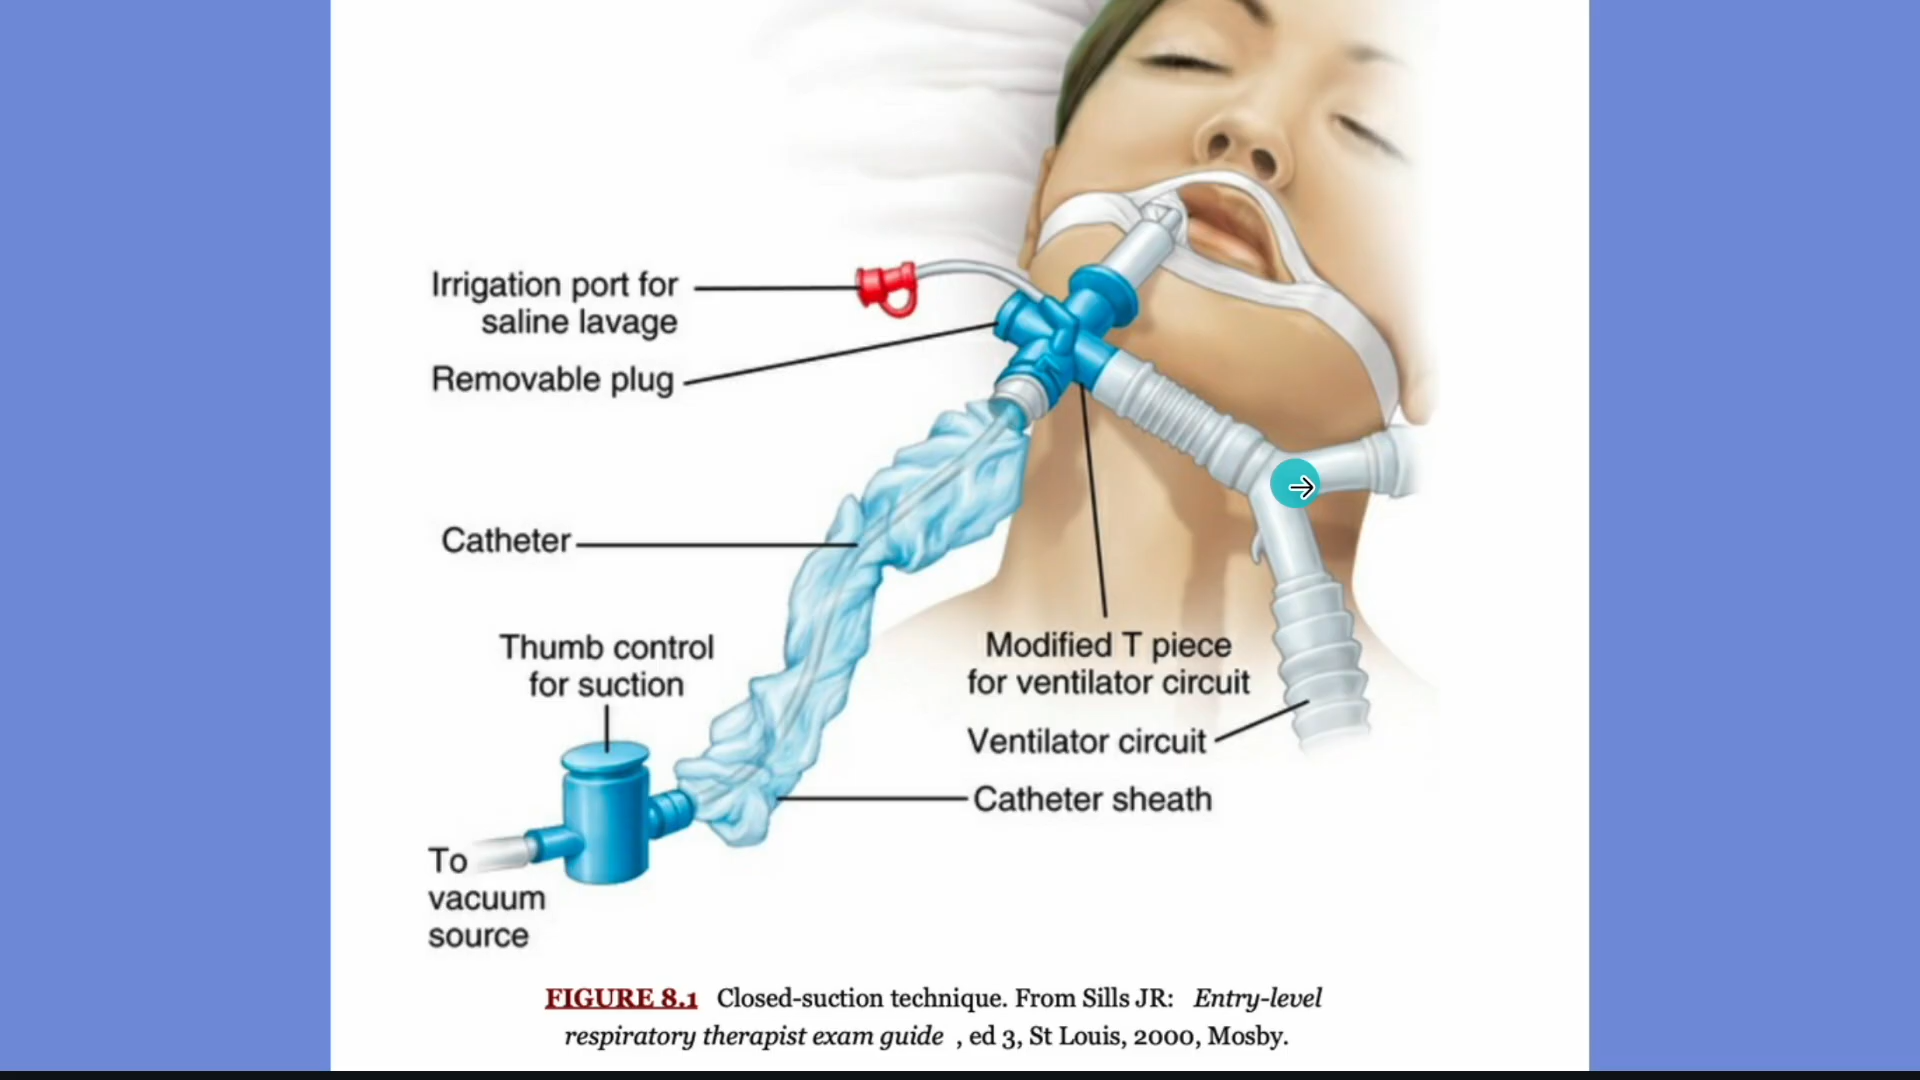 Irrigation port for
saline lavage
Removable plug
Catheter
Thumb control
for suction
Modified T piece
for ventilator circuit
Ventilator circuit
Catheter sheath
To
vacuum
source
FIGURE 8.1 Closed-suction technique. From Sills JR: Entry-level
respiratory therapist exam guide , ed 3, St Louis, 2000, Mosby.